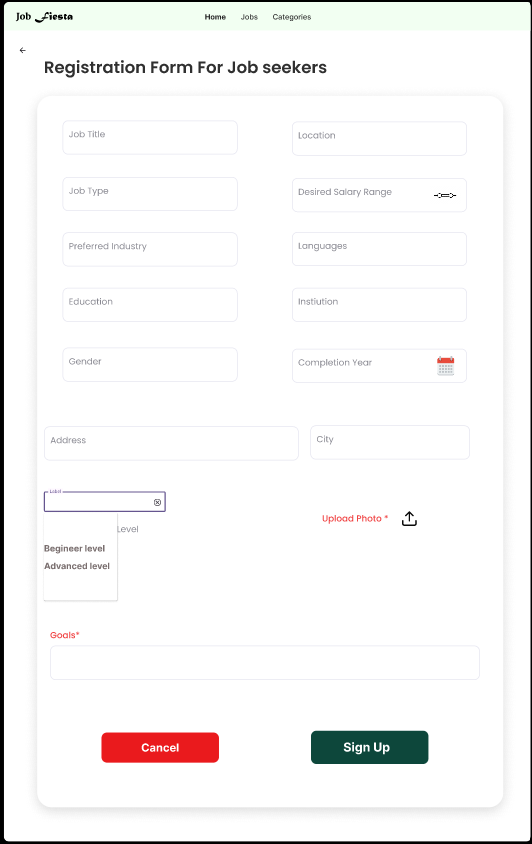 Job Fiesta Home Jobs Categories
Registration Form For Job seekers
Job Title
Location
Job Type
Desired Salary Range
Preferred Industry
Languages
Education
Instiution
Gender
Completion Year
Address
City
Label
Level
Upload Photo *
Begineer level
Advanced level
Goals*
Cancel
Sign Up